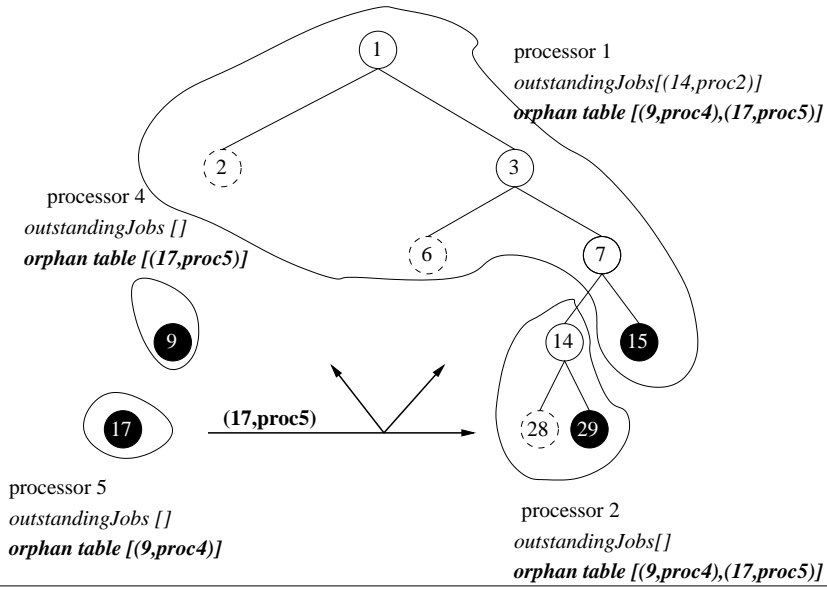 1
processor 1
outstandingJobs[(14,proc2)]
orphan table [(9,proc4),(17,proc5)]
2
3
processor 4
outstandingJobs []
orphan table [(17,proc5)]
6
7
9
14
15
17
(17,proc5)
28
29
processor 5
outstandingJobs []
orphan table [(9,proc4)]
processor 2
outstandingJobs[]
orphan table [(9,proc4),(17,proc5)]